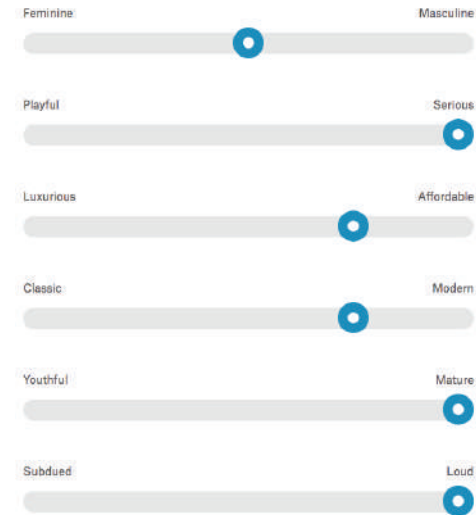 Feminine Masculine
Playful Serious
Luxurious Affordable
Classic Modern
Youthful Mature
Subdued Loud